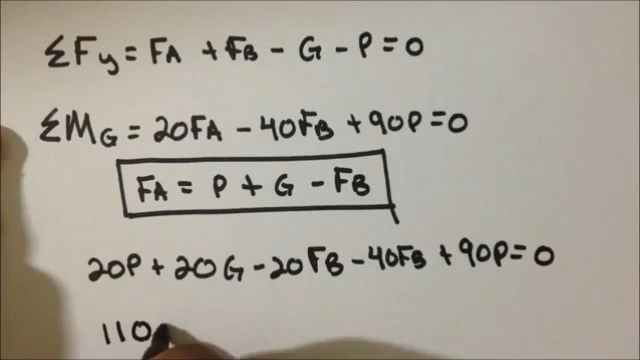 ΣFy = FA + FB - G - P = 0
ΣMG = 20FA - 40FB + 90P = 0
FA = P + G - FB
20P + 20G - 20FB - 40FB + 90P = 0
110